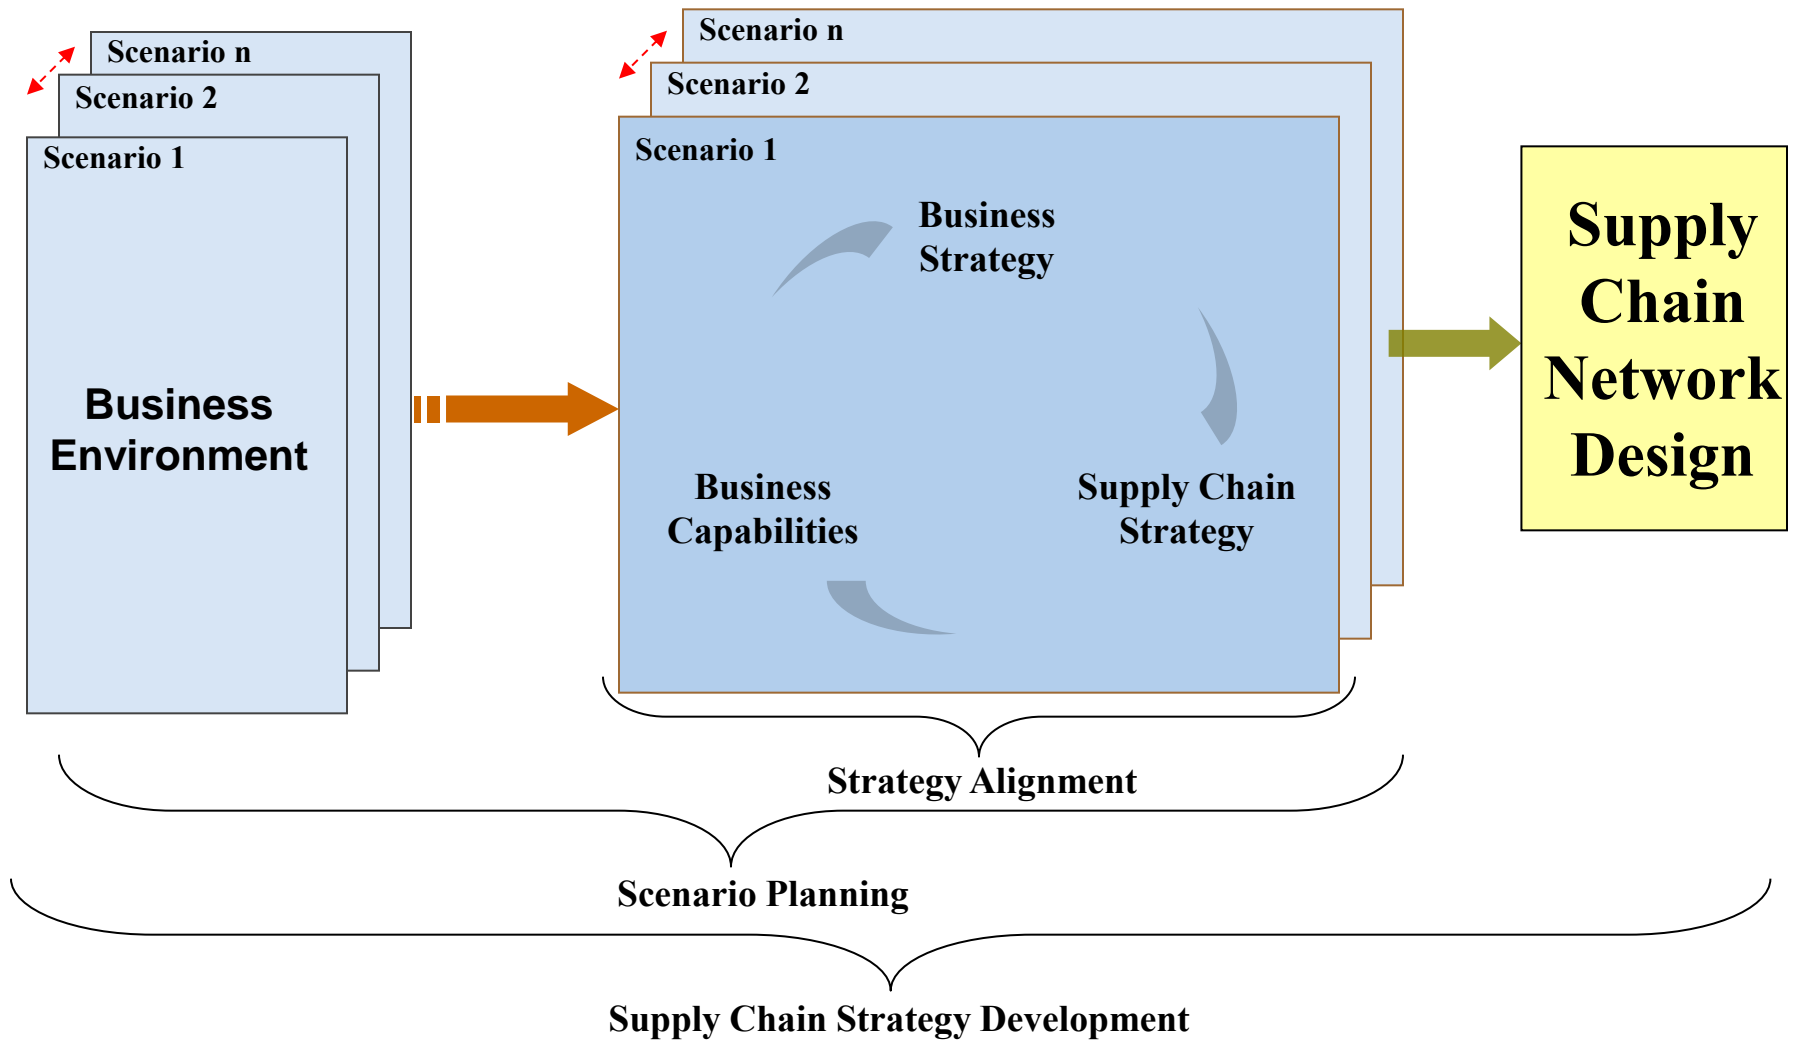 Scenario n
Scenario 2
Scenario 1
Business
Environment
Scenario n
Scenario 2
Scenario 1
Business
Strategy
Business
Capabilities
Supply Chain
Strategy
Supply
Chain
Network
Design
Strategy Alignment
Scenario Planning
Supply Chain Strategy Development